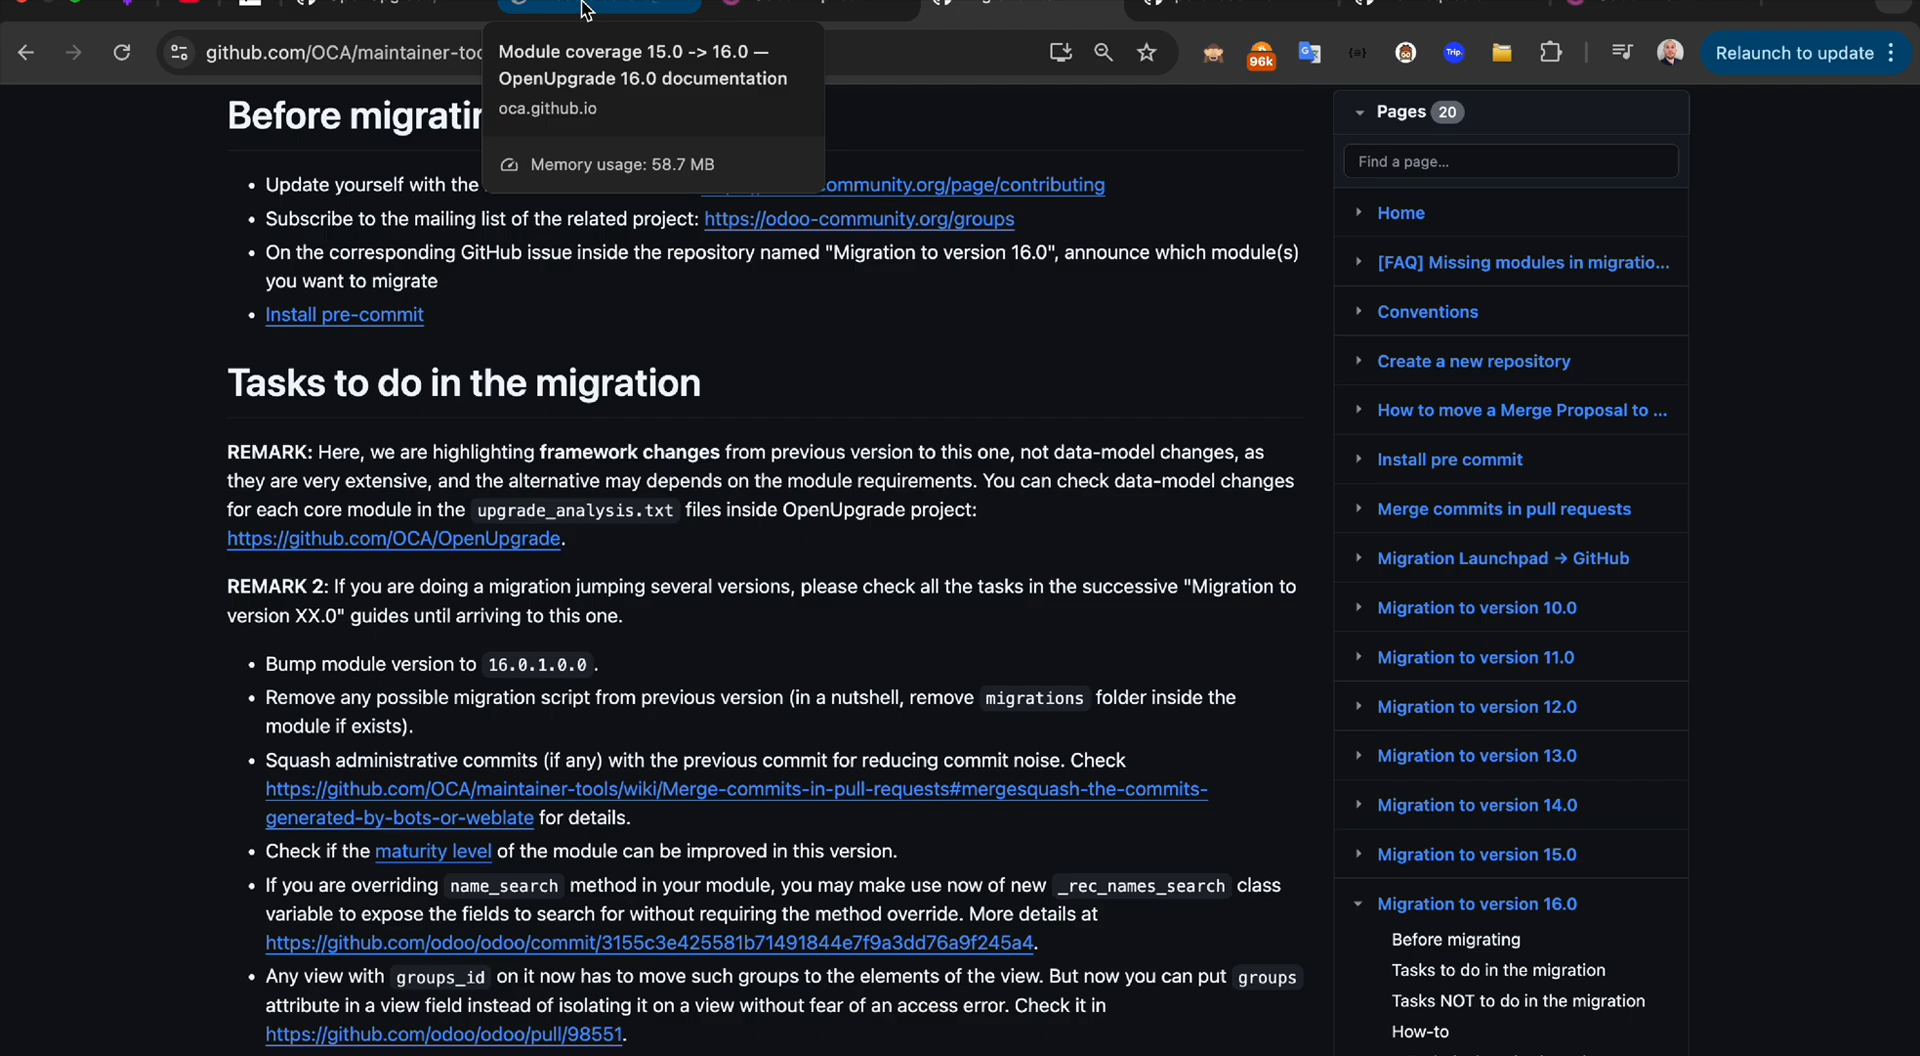 github.com/OCA/maintainer-to
Module coverage 15.0 -> 16.0 —
OpenUpgrade 16.0 documentation
oca.github.io
Memory usage: 58.7 MB
96k
Trip.
Relaunch to update
Before
Update yourself with the
ommunity.org/page/contributing
Subscribe to the mailing list of the related project: https://odoo-community.org/groups
On the corresponding GitHub issue inside the repository named "Migration to version 16.0", announce which module(s)
you want to migrate
Install pre-commit
Tasks to do in the migration
REMARK: Here, we are highlighting framework changes from previous version to this one, not data-model changes, as
they are very extensive, and the alternative may depends on the module requirements. You can check data-model changes
for each core module in the upgrade_analysis.txt files inside OpenUpgrade project:
https://github.com/OCA/OpenUpgrade.
REMARK 2: If you are doing a migration jumping several versions, please check all the tasks in the successive "Migration to
version XX.0" guides until arriving to this one.
Bump module version to 16.0.1.0.0 .
Remove any possible migration script from previous version (in a nutshell, remove migrations folder inside the
module if exists).
Squash administrative commits (if any) with the previous commit for reducing commit noise. Check
https://github.com/OCA/maintainer-tools/wiki/Merge-commits-in-pull-requests#mergesquash-the-commits-
generated-by-bots-or-weblate for details.
Check if the maturity level of the module can be improved in this version.
If you are overriding name_search method in your module, you may make use now of new _rec_names_search class
variable to expose the fields to search for without requiring the method override. More details at
https://github.com/odoo/odoo/commit/3155c3e425581b71491844e7f9a3dd76a9f245a4.
Any view with groups_id on it now has to move such groups to the elements of the view. But now you can put groups
attribute in a view field instead of isolating it on a view without fear of an access error. Check it in
https://github.com/odoo/odoo/pull/98551.
Pages 20
Find a page...
Home
[FAQ] Missing modules in migratio...
Conventions
Create a new repository
How to move a Merge Proposal to ...
Install pre commit
Merge commits in pull requests
Migration Launchpad → GitHub
Migration to version 10.0
Migration to version 11.0
Migration to version 12.0
Migration to version 13.0
Migration to version 14.0
Migration to version 15.0
Migration to version 16.0
Before migrating
Tasks to do in the migration
Tasks NOT to do in the migration
How-to